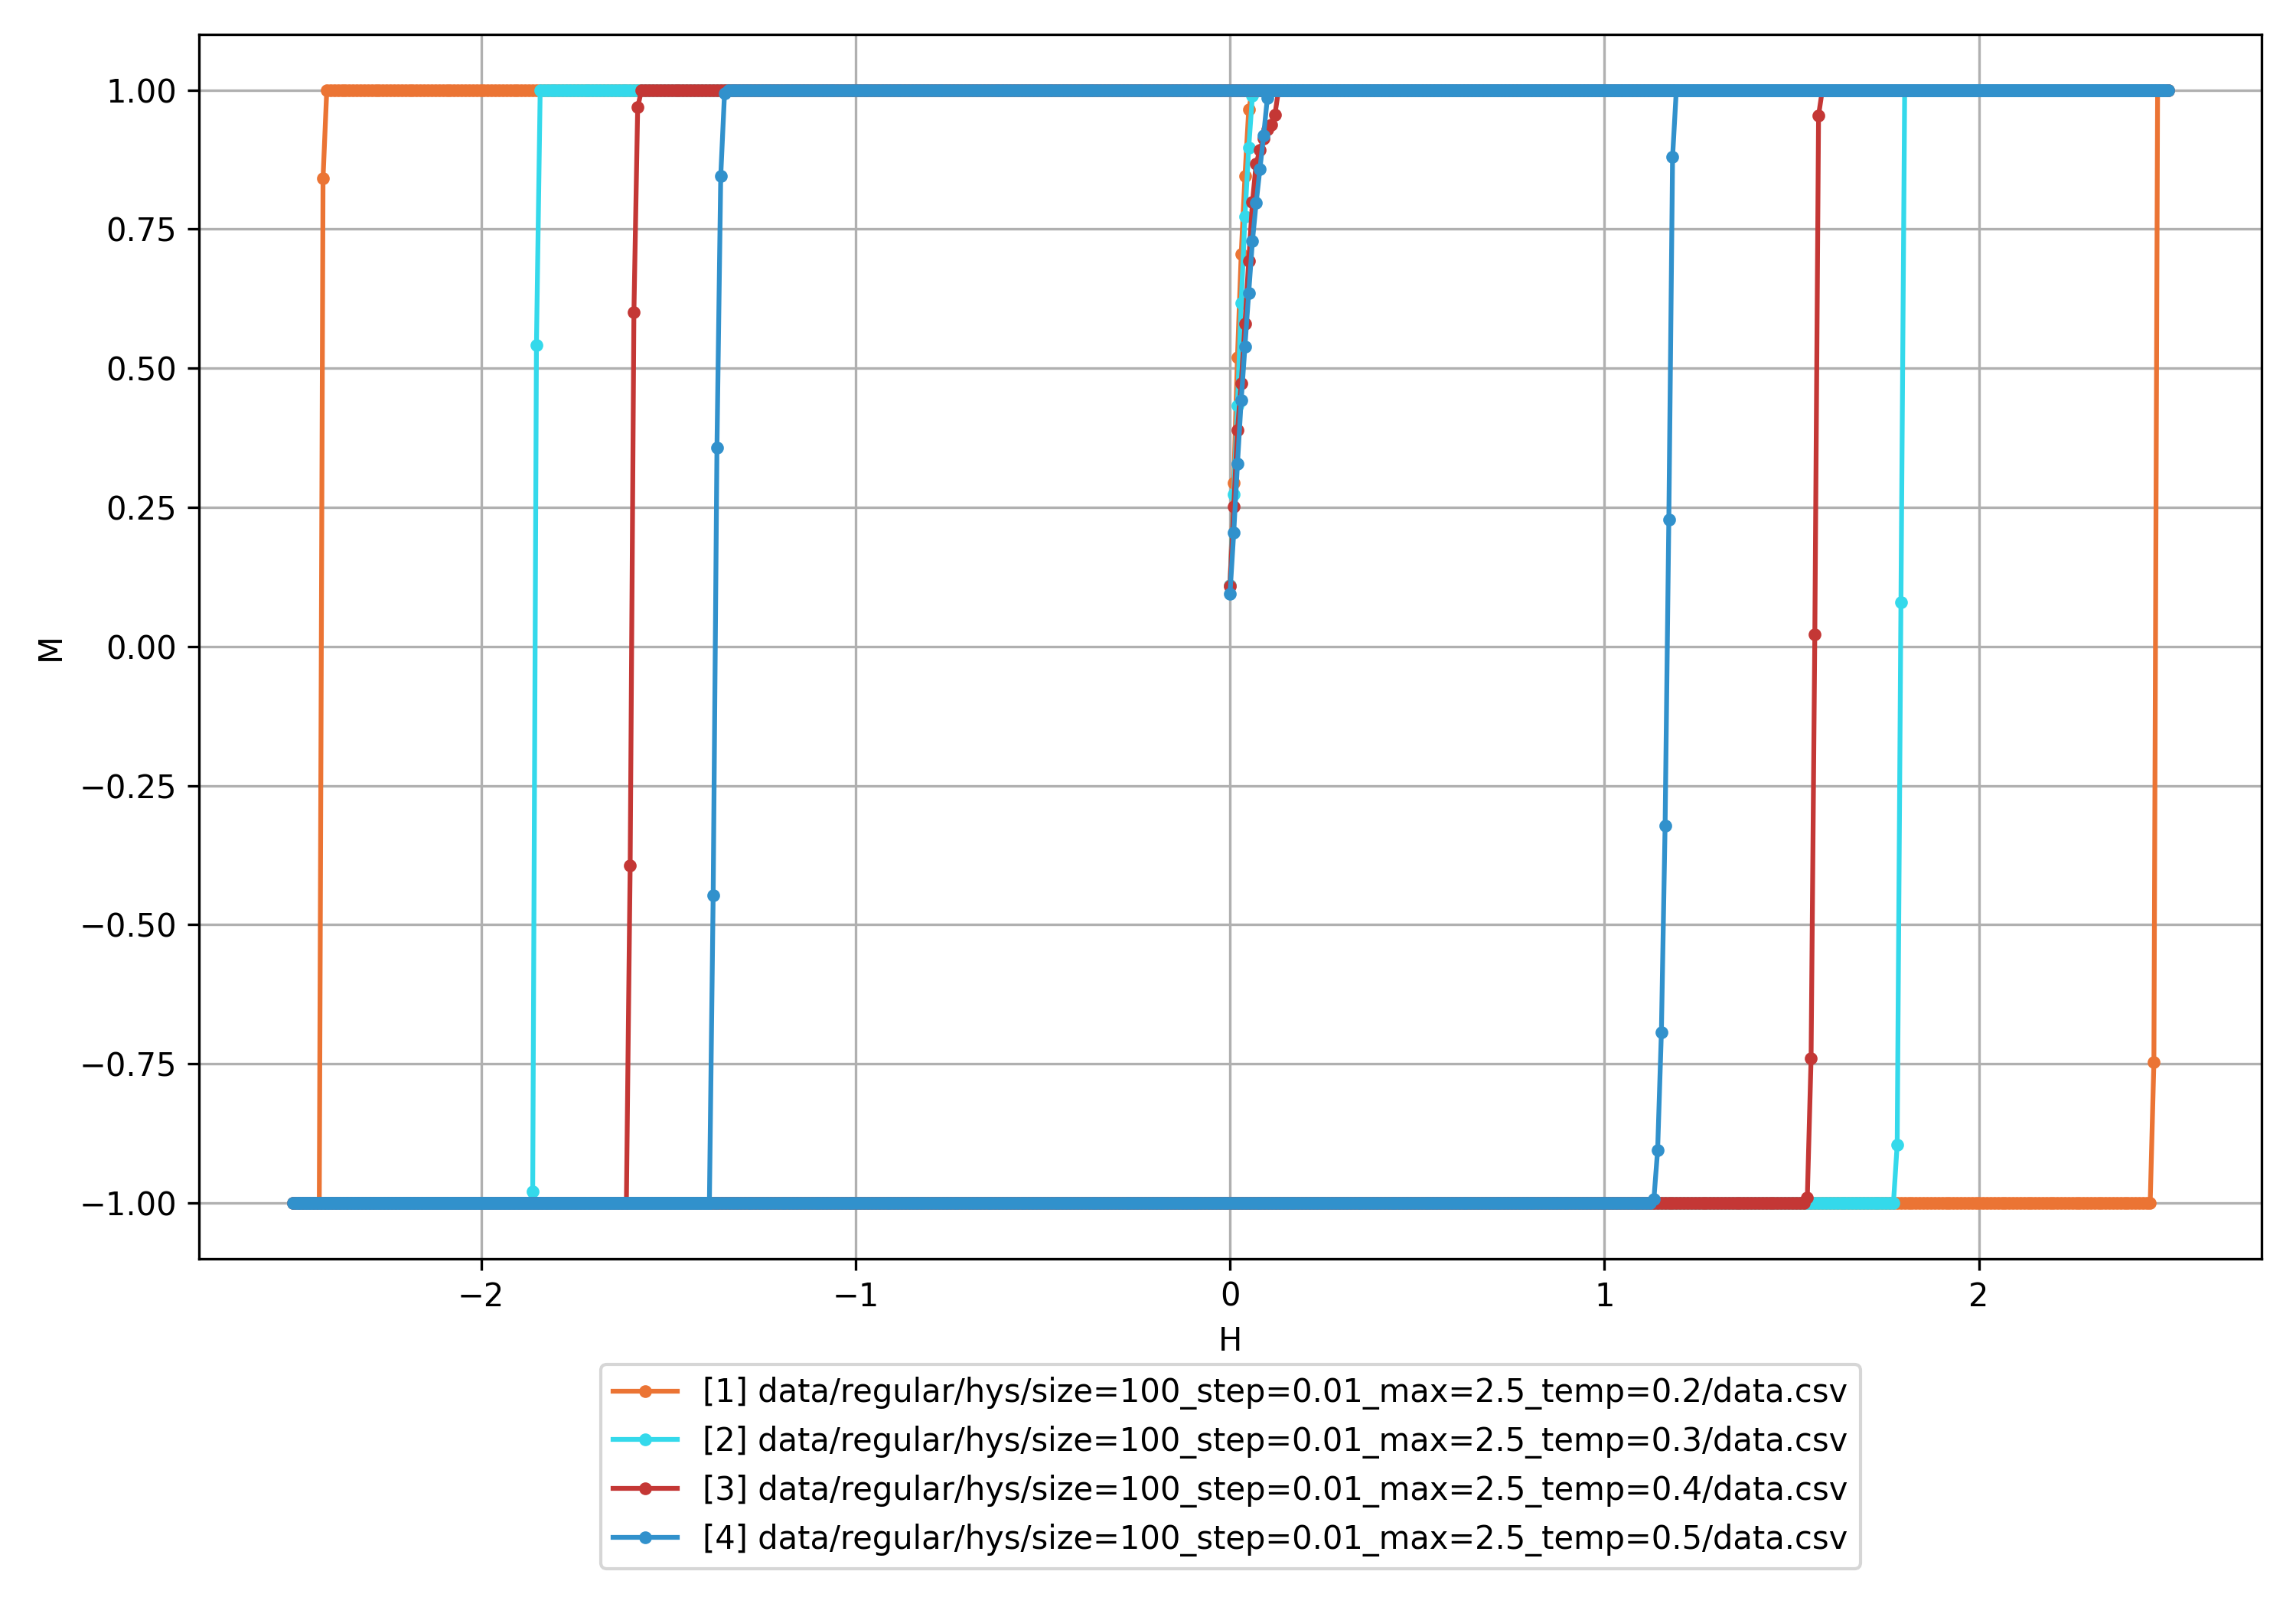 1.00
0.75
0.50
0.25
0.00
−0.25
−0.50
−0.75
−1.00
M
−2 −1 0 1 2
H
[1] data/regular/hys/size=100_step=0.01_max=2.5_temp=0.2/data.csv
[2] data/regular/hys/size=100_step=0.01_max=2.5_temp=0.3/data.csv
[3] data/regular/hys/size=100_step=0.01_max=2.5_temp=0.4/data.csv
[4] data/regular/hys/size=100_step=0.01_max=2.5_temp=0.5/data.csv